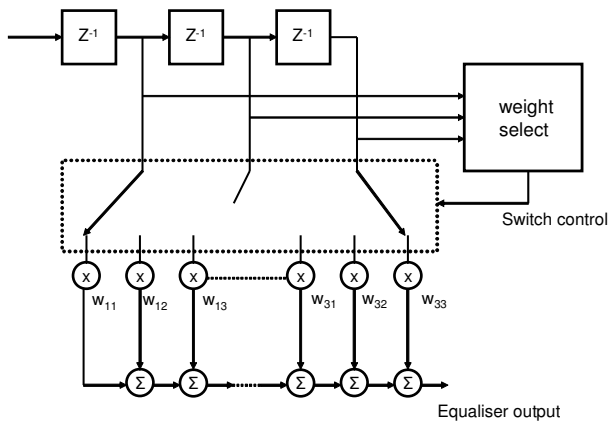 Z⁻¹ Z⁻¹ Z⁻¹
weight
select
Switch control
x x x x x x
w₁₁ w₁₂ w₁₃ w₃₁ w₃₂ w₃₃
Σ Σ Σ Σ Σ
Equaliser output